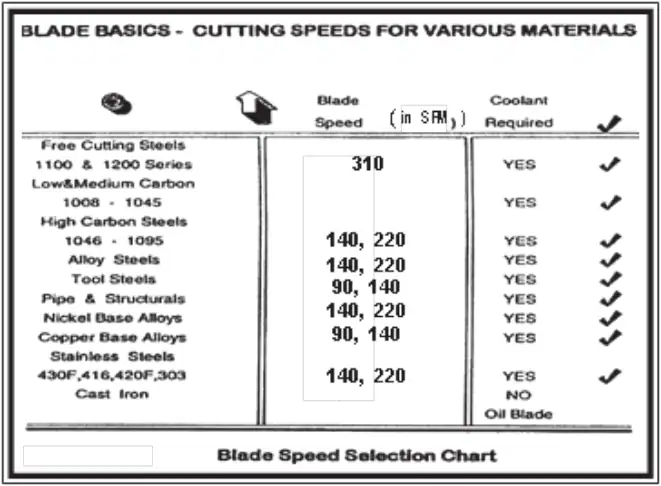 BLADE BASICS - CUTTING SPEEDS FOR VARIOUS MATERIALS
Blade Coolant
Speed (in SFM,)) Required
Free Cutting Steels
1100 & 1200 Series 310 YES
Low&Medium Carbon
1008 - 1045 YES
High Carbon Steels
1046 - 1095 140, 220 YES
Alloy Steels 140, 220 YES
Tool Steels 90, 140 YES
Pipe & Structurals 140, 220 YES
Nickel Base Alloys 90, 140 YES
Copper Base Alloys YES
Stainless Steels
430F,416,420F,303 140, 220 YES
Cast Iron NO
Oil Blade
Blade Speed Selection Chart